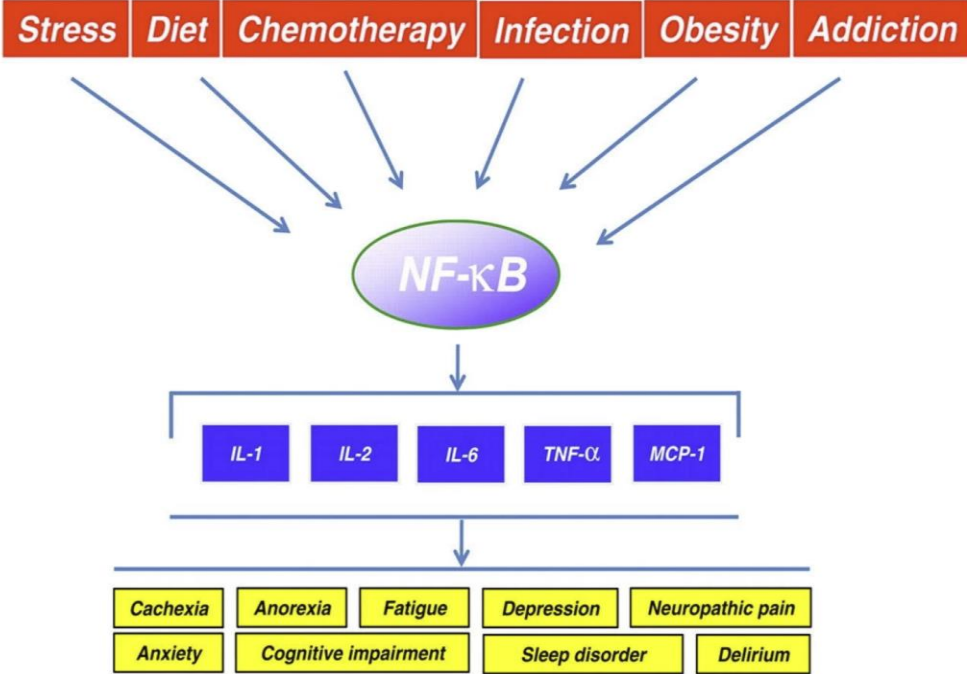 Stress Diet Chemotherapy Infection Obesity Addiction
NF-κB
IL-1 IL-2 IL-6 TNF-α MCP-1
Cachexia Anorexia Fatigue Depression Neuropathic pain
Anxiety Cognitive impairment Sleep disorder Delirium